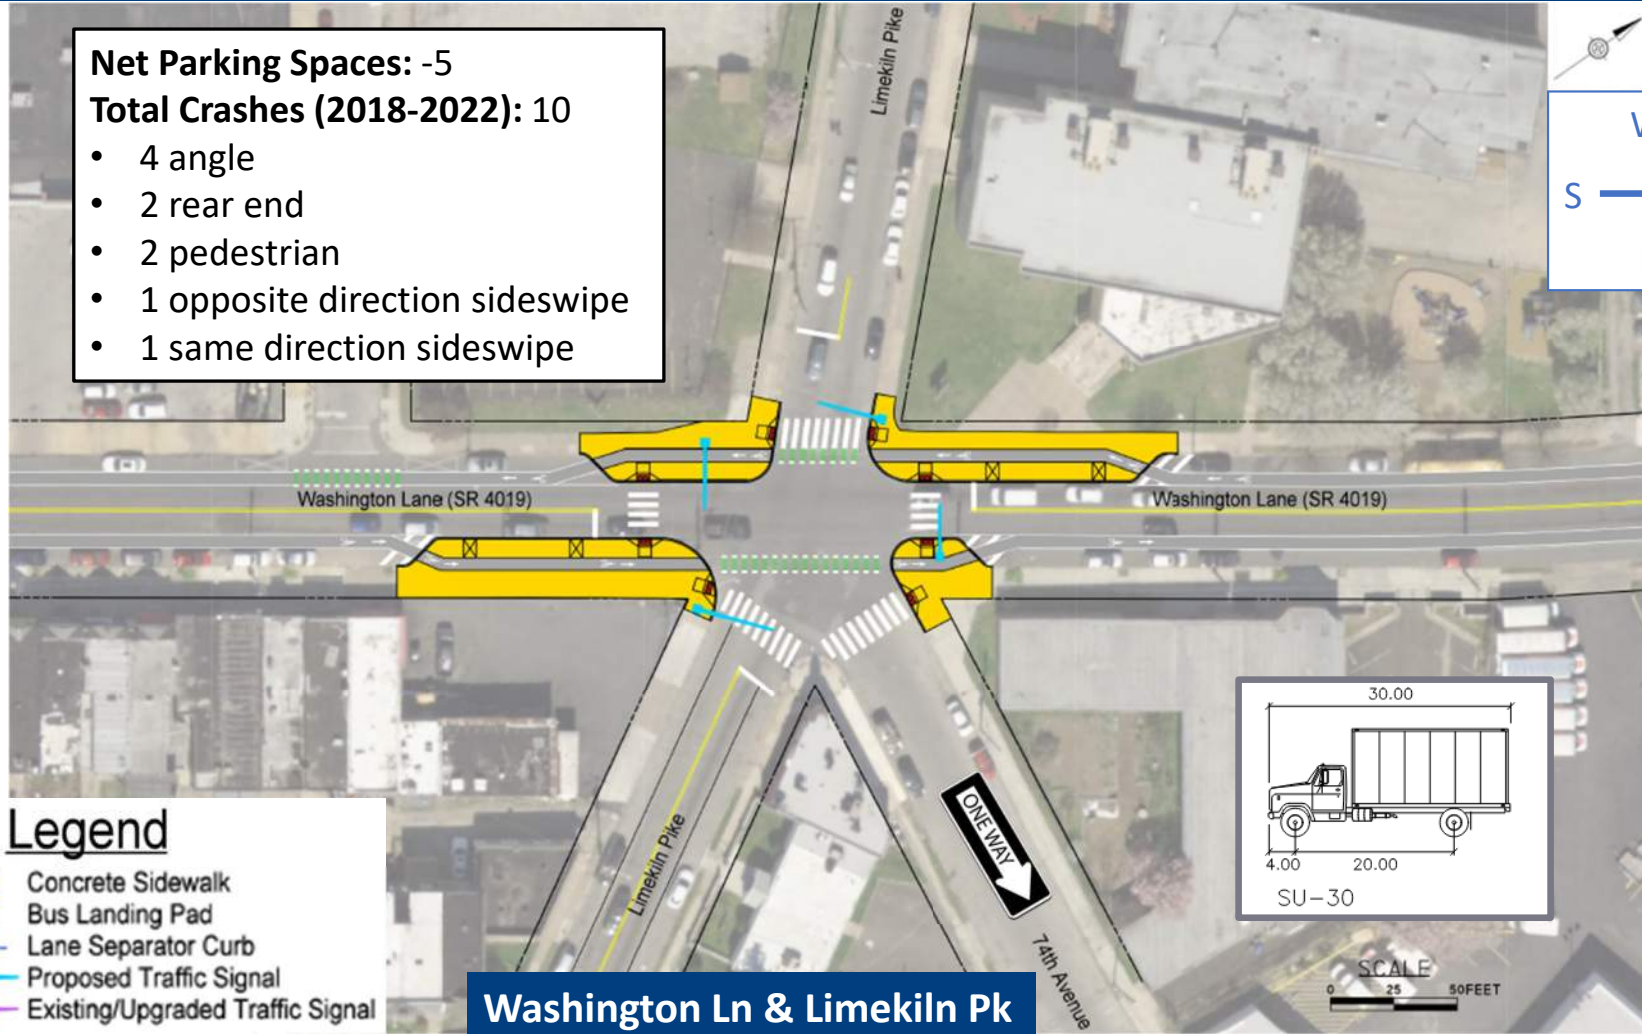 Net Parking Spaces: -5
Total Crashes (2018-2022): 10
• 4 angle
• 2 rear end
• 2 pedestrian
• 1 opposite direction sideswipe
• 1 same direction sideswipe
Limekiln Pike
S
Washington Lane (SR 4019)
Washington Lane (SR 4019)
Limekiln Pike
ONE WAY
74th Avenue
30.00
4.00 20.00
SU-30
SCALE
0 25 50FEET
Legend
Concrete Sidewalk
Bus Landing Pad
Lane Separator Curb
Proposed Traffic Signal
Existing/Upgraded Traffic Signal
Washington Ln & Limekiln Pk